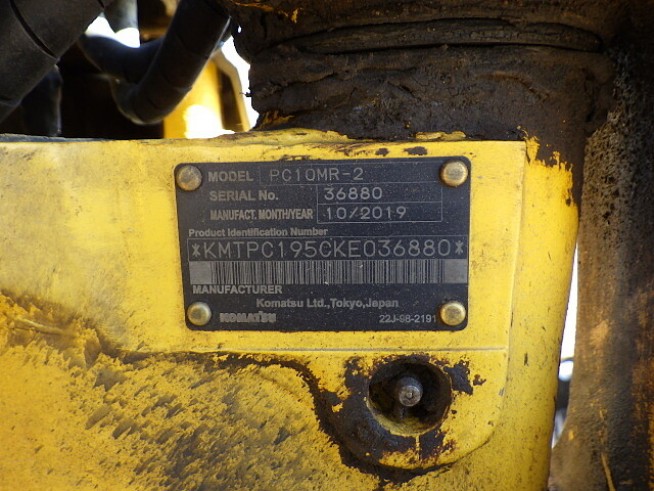 MODEL PC10MR-2
SERIAL No. 36880
MANUFACT. MONTH/YEAR 10/2019
Product Identification Number
*KMTPC195CKE036880*
MANUFACTURER
Komatsu Ltd.,Tokyo,Japan
KOMATSU 22J-98-2191